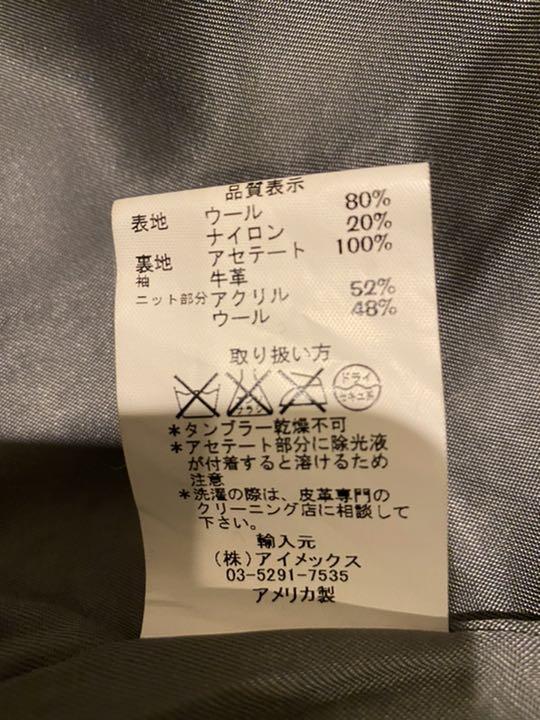 品質表示
表地 ウール 80%
ナイロン 20%
裏地 アセテート 100%
袖 牛革
ニット部分 アクリル 52%
ウール 48%
取り扱い方
ドライ
セキユ系
*タンブラー乾燥不可
*アセテート部分に除光液
が付着すると溶けるため
注意
*洗濯の際は、皮革専門の
クリーニング店に相談して
下さい。
輸入元
(株)アイメックス
03-5291-7535
アメリカ製